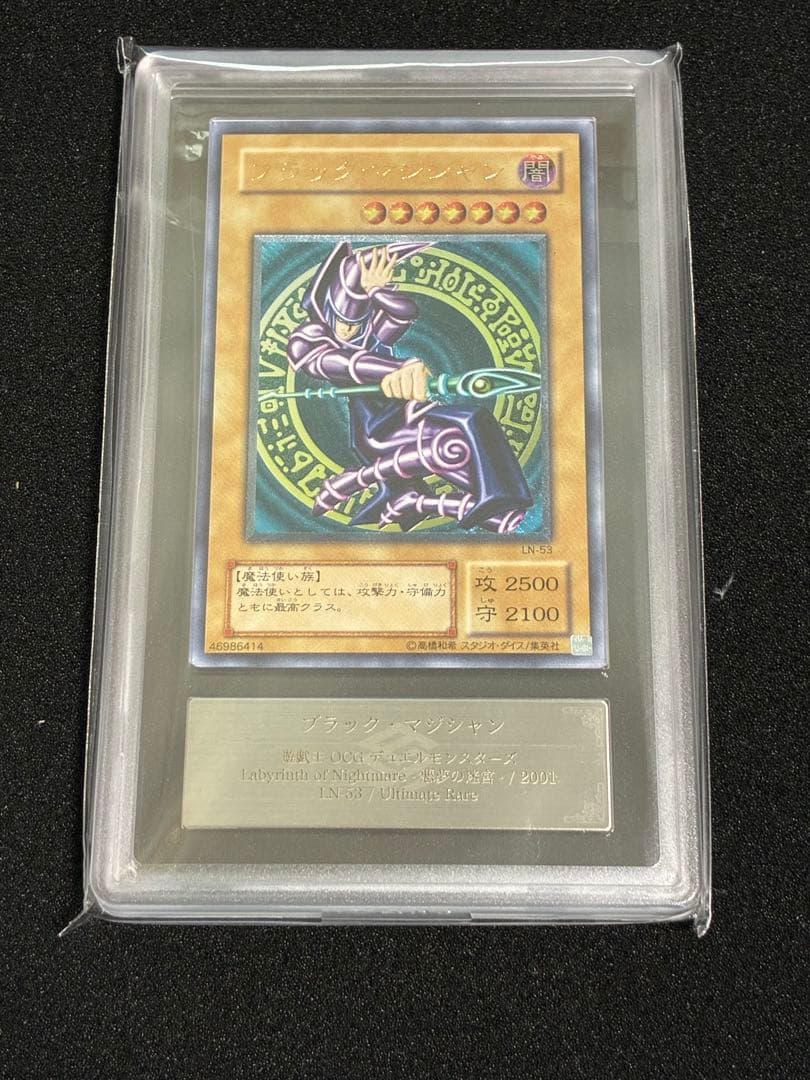 ブラック・マジシャン
闇
LN-53
【魔法使い族】
魔法使いとしては、攻撃力・守備力
ともに最高クラス。
攻 2500
守 2100
46986414
©高橋和希 スタジオ・ダイス/集英社
ブラック・マジシャン
遊戯王 OCG デュエルモンスターズ
Labyrinth of Nightmare - 悪夢の迷宮 - / 2001
LN-53 / Ultimate Rare